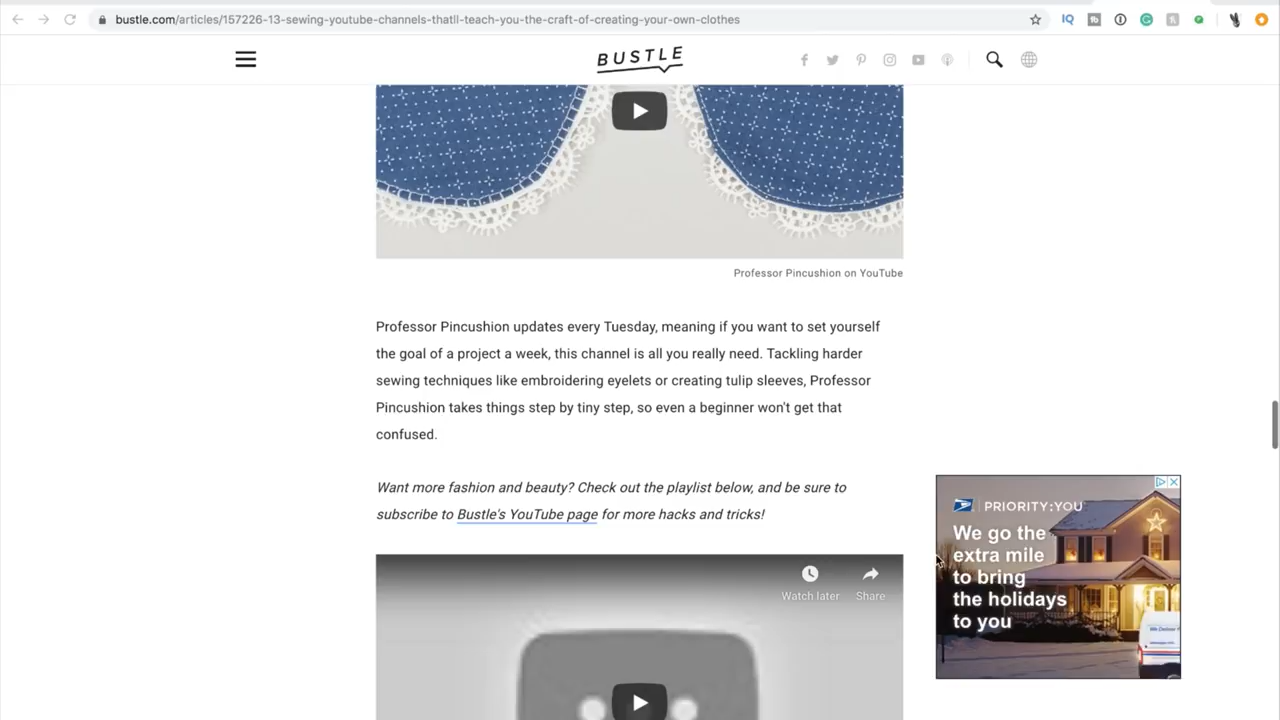 bustle.com/articles/157226-13-sewing-youtube-channels-thatll-teach-you-the-craft-of-creating-your-own-clothes
BUSTLE
Professor Pincushion on YouTube
Professor Pincushion updates every Tuesday, meaning if you want to set yourself
the goal of a project a week, this channel is all you really need. Tackling harder
sewing techniques like embroidering eyelets or creating tulip sleeves, Professor
Pincushion takes things step by tiny step, so even a beginner won't get that
confused.
Want more fashion and beauty? Check out the playlist below, and be sure to
subscribe to Bustle's YouTube page for more hacks and tricks!
Watch later Share
PRIORITY:YOU
We go the
extra mile
to bring
the holidays
to you